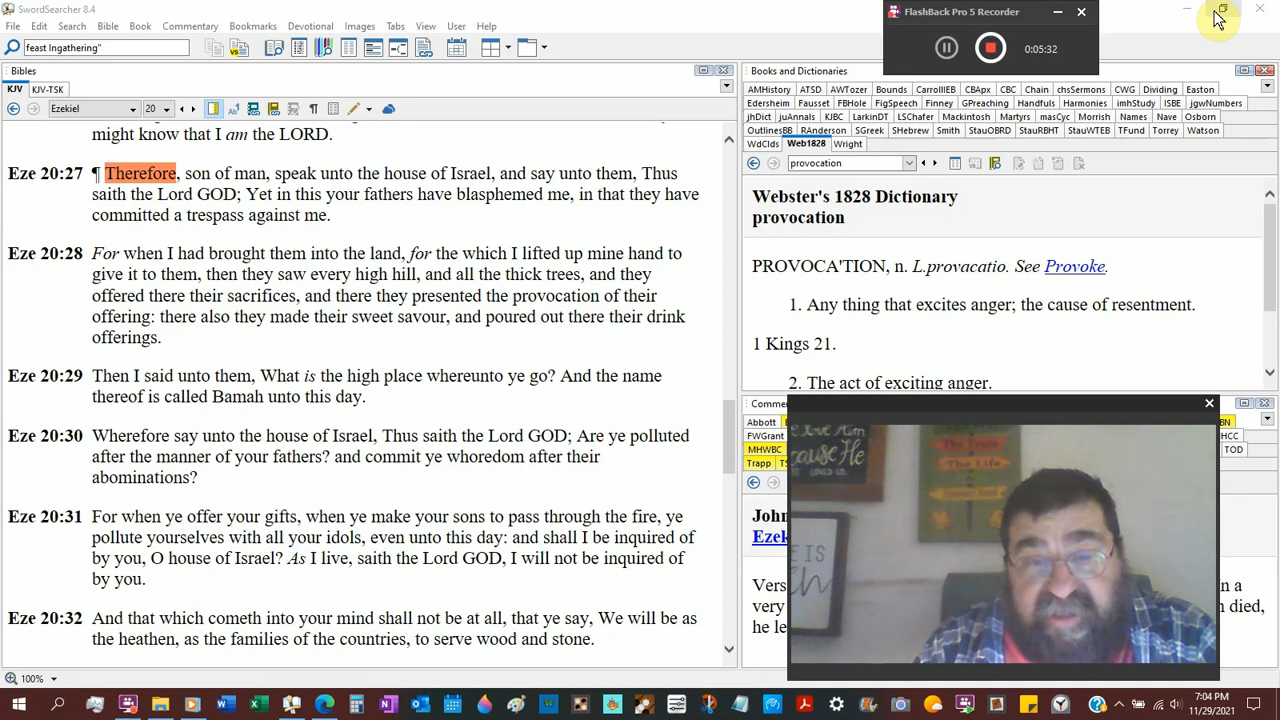 SwordSearcher 8.4
File Edit Commentary Bookmarks Bible Book Commentary Devotional Images Tabs View User Help
feast Ingathering"
FlashBack Pro 5 Recorder
0:05:32
Bibles
KJV KJV-TSK
Ezekiel 20
might know that I am the LORD.
Eze 20:27 ¶ Therefore, son of man, speak unto the house of Israel, and say unto them, Thus
saith the Lord GOD; Yet in this your fathers have blasphemed me, in that they have
committed a trespass against me.
Eze 20:28 For when I had brought them into the land, for the which I lifted up mine hand to
give it to them, then they saw every high hill, and all the thick trees, and they
offered there their sacrifices, and there they presented the provocation of their
offering: there also they made their sweet savour, and poured out there their drink
offerings.
Eze 20:29 Then I said unto them, What is the high place whereunto ye go? And the name
thereof is called Bamah unto this day.
Eze 20:30 Wherefore say unto the house of Israel, Thus saith the Lord GOD; Are ye polluted
after the manner of your fathers? and commit ye whoredom after their
abominations?
Eze 20:31 For when ye offer your gifts, when ye make your sons to pass through the fire, ye
pollute yourselves with all your idols, even unto this day: and shall I be inquired of
by you, O house of Israel? As I live, saith the Lord GOD, I will not be inquired of
by you.
Eze 20:32 And that which cometh into your mind shall not be at all, that ye say, We will be as
the heathen, as the families of the countries, to serve wood and stone.
100%
Books and Dictionaries
AMHistory ATSD AWTozer Bounds CarrollEB CBApx CBC Chain chsSermons CWG Dividing Easton
Edersheim Fausset FBHole FigSpeech Finney GPreaching Handfuls Harmonies imhStudy ISBE jgwNumbers
jhDict juAnnals KJBC LarkinDT LSChafer Mackintosh Martyrs masCyc Morrish Names Nave Osborn
OutlinesBB RAnderson SGreek SHebrew Smith StauOBRD StauRBHT StauWTEB TFund Torrey Watson
WdClds Web1828 Wright
provocation
Webster's 1828 Dictionary
provocation
PROVOCA'TION, n. L.provacatio. See Provoke.
1. Any thing that excites anger; the cause of resentment.
1 Kings 21.
2. The act of exciting anger.
Comme
Abbott BN
FWGrant HCC
MHWBC TOD
Trapp
The Truth
The Life
cause He
John
Ezek
Vers n a
very n died,
he le
7:04 PM
11/29/2021